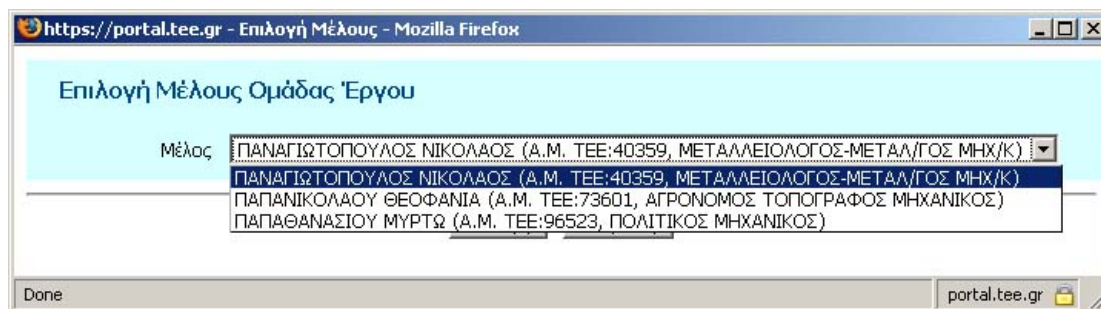 https://portal.tee.gr - Επιλογή Μέλους - Mozilla Firefox
Επιλογή Μέλους Ομάδας Έργου
Μέλος ΠΑΝΑΓΙΩΤΟΠΟΥΛΟΣ ΝΙΚΟΛΑΟΣ (Α.Μ. ΤΕΕ:40359, ΜΕΤΑΛΛΕΙΟΛΟΓΟΣ-ΜΕΤΑΛ/ΓΟΣ ΜΗΧ/Κ)
ΠΑΝΑΓΙΩΤΟΠΟΥΛΟΣ ΝΙΚΟΛΑΟΣ (Α.Μ. ΤΕΕ:40359, ΜΕΤΑΛΛΕΙΟΛΟΓΟΣ-ΜΕΤΑΛ/ΓΟΣ ΜΗΧ/Κ)
ΠΑΠΑΝΙΚΟΛΑΟΥ ΘΕΟΦΑΝΙΑ (Α.Μ. ΤΕΕ:73601, ΑΓΡΟΝΟΜΟΣ ΤΟΠΟΓΡΑΦΟΣ ΜΗΧΑΝΙΚΟΣ)
ΠΑΠΑΘΑΝΑΣΙΟΥ ΜΥΡΤΩ (Α.Μ. ΤΕΕ:96523, ΠΟΛΙΤΙΚΟΣ ΜΗΧΑΝΙΚΟΣ)
Done portal.tee.gr